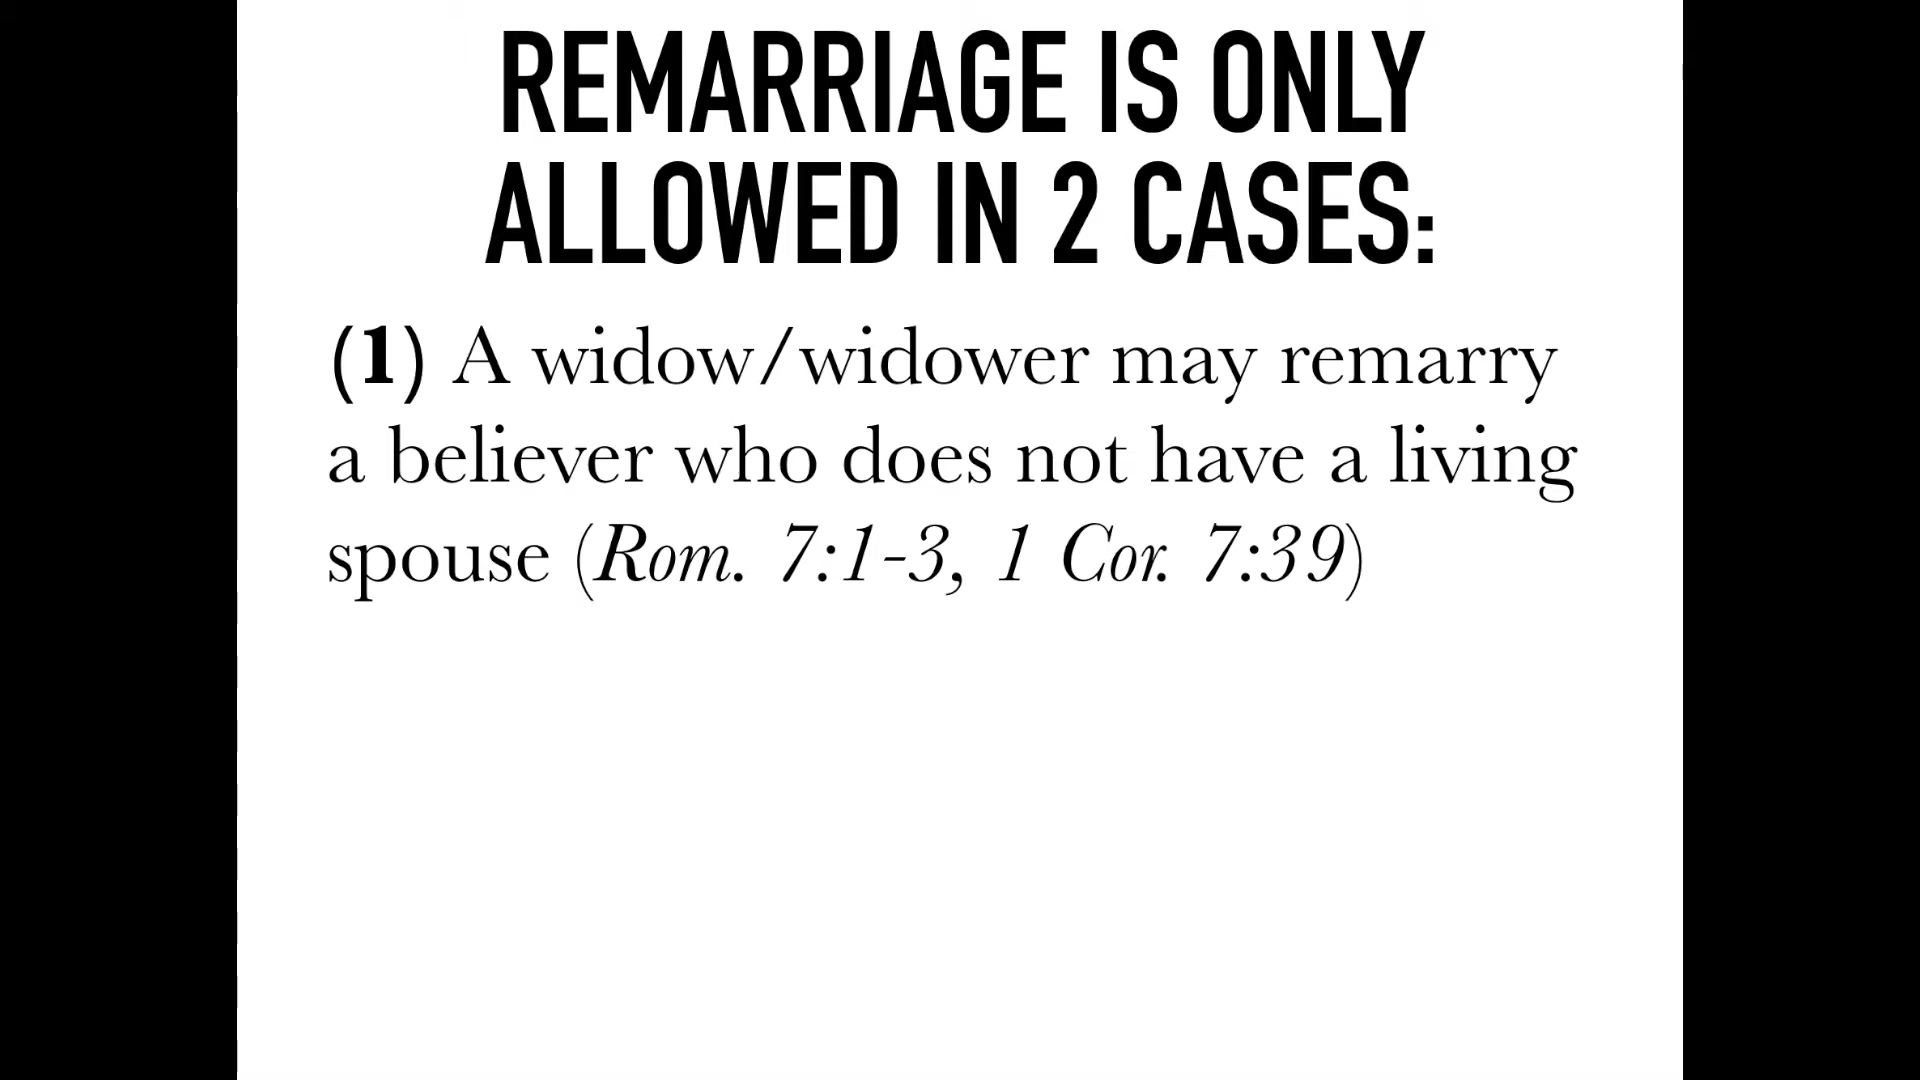 REMARRIAGE IS ONLY
ALLOWED IN 2 CASES:
(1) A widow/widower may remarry
a believer who does not have a living
spouse (Rom. 7:1-3, 1 Cor. 7:39)